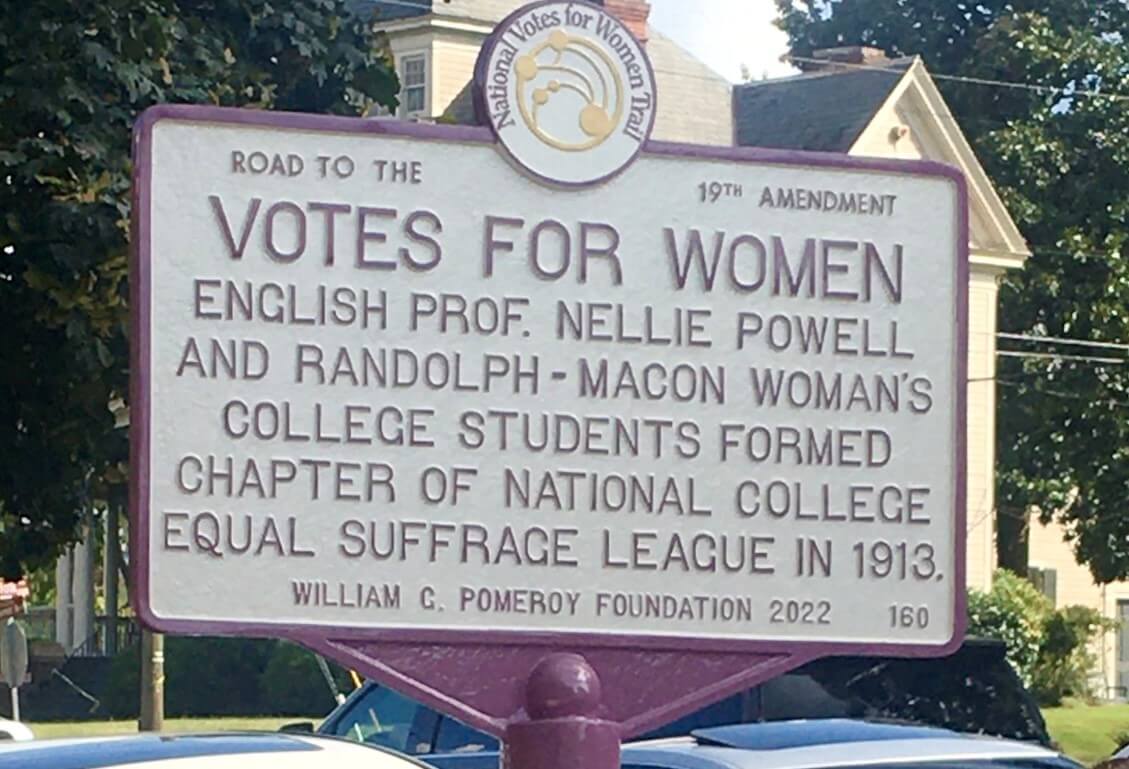 National Votes for Women Trail
ROAD TO THE
19TH AMENDMENT
VOTES FOR WOMEN
ENGLISH PROF. NELLIE POWELL
AND RANDOLPH-MACON WOMAN'S
COLLEGE STUDENTS FORMED
CHAPTER OF NATIONAL COLLEGE
EQUAL SUFFRAGE LEAGUE IN 1913.
WILLIAM G. POMEROY FOUNDATION 2022 160